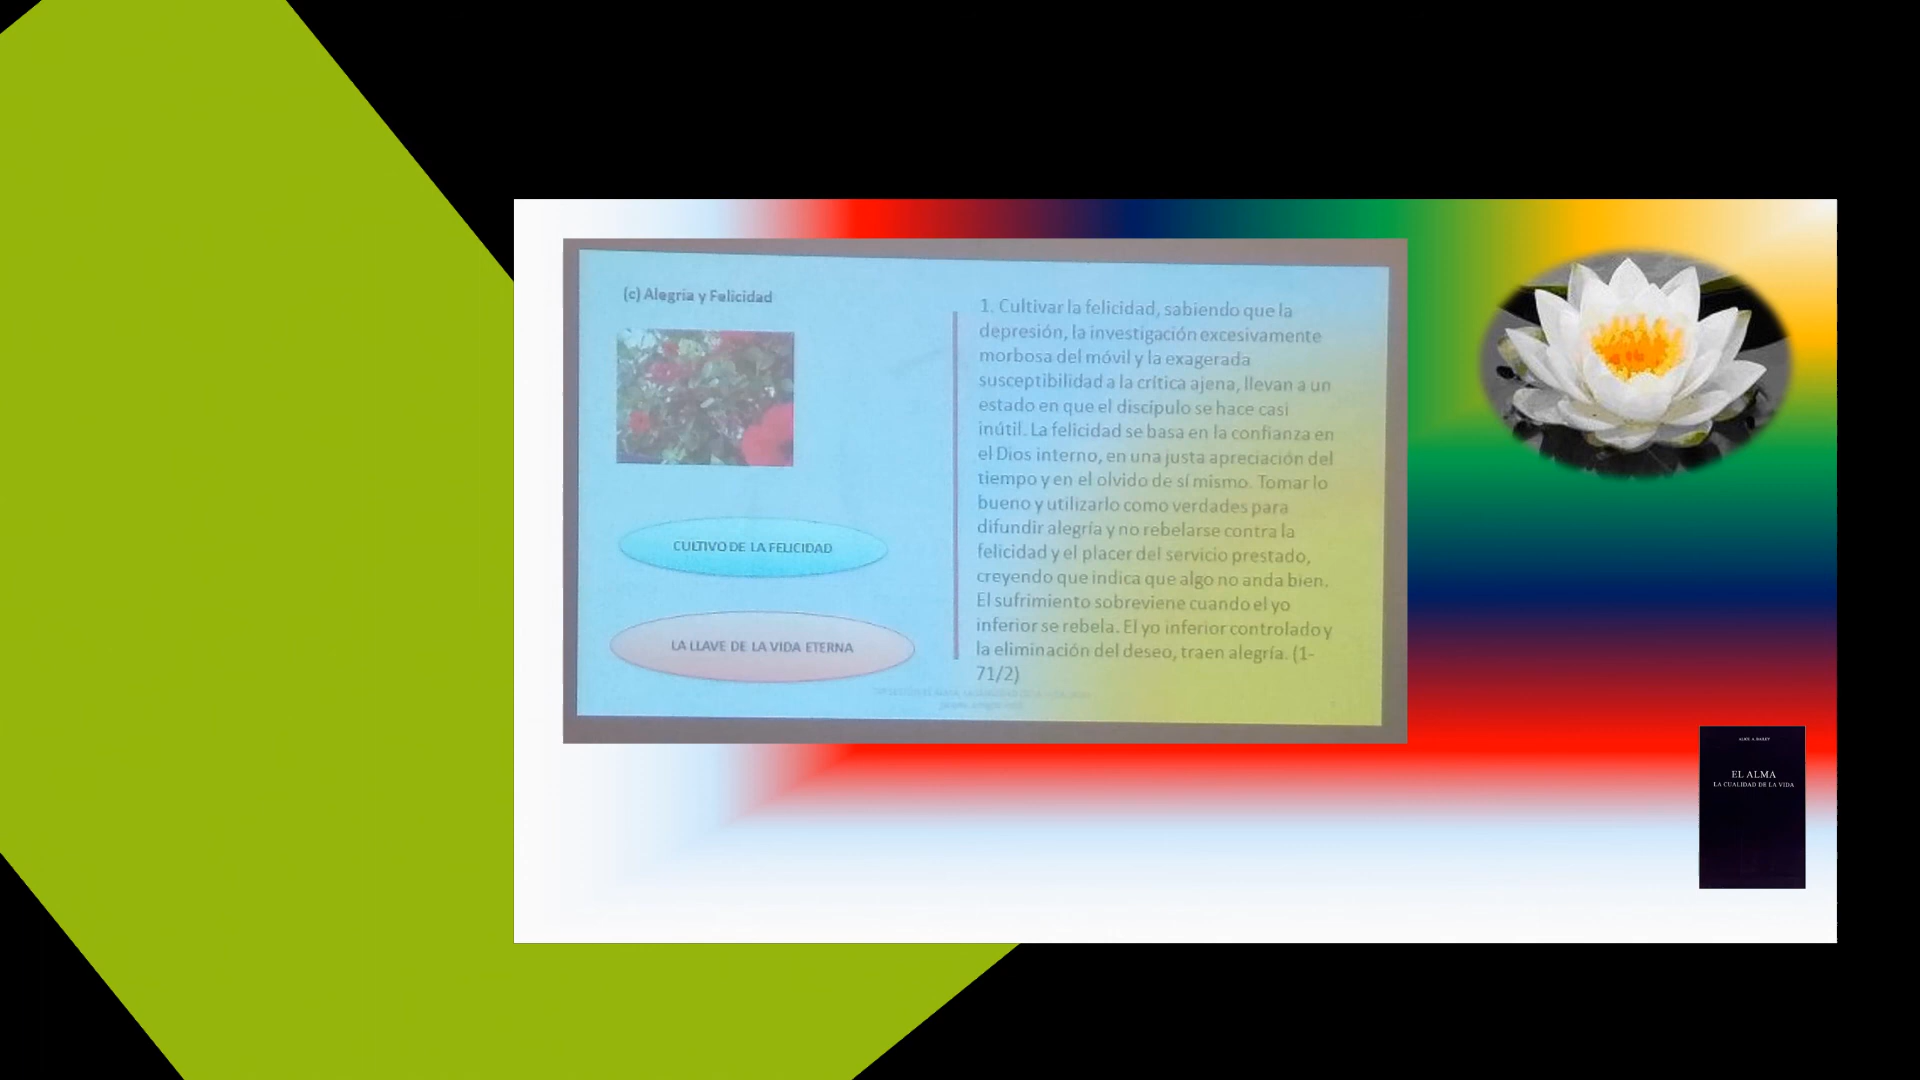 (c) Alegria y Felicidad
CULTIVO DE LA FELICIDAD
LA LLAVE DE LA VIDA ETERNA
1. Cultivar la felicidad, sabiendo que la
depresión, la investigación excesivamente
morbosa del móvil y la exagerada
susceptibilidad a la crítica ajena, llevan a un
estado en que el discípulo se hace casi
inútil. La felicidad se basa en la confianza en
el Dios interno, en una justa apreciación del
tiempo y en el olvido de sí mismo. Tomar lo
bueno y utilizarlo como verdades para
difundir alegría y no rebelarse contra la
felicidad y el placer del servicio prestado,
creyendo que indica que algo no anda bien.
El sufrimiento sobreviene cuando el yo
inferior se rebela. El yo inferior controlado y
la eliminación del deseo, traen alegría. (1-
71/2)
ALICE A. BAILEY
EL ALMA
LA CUALIDAD DE LA VIDA